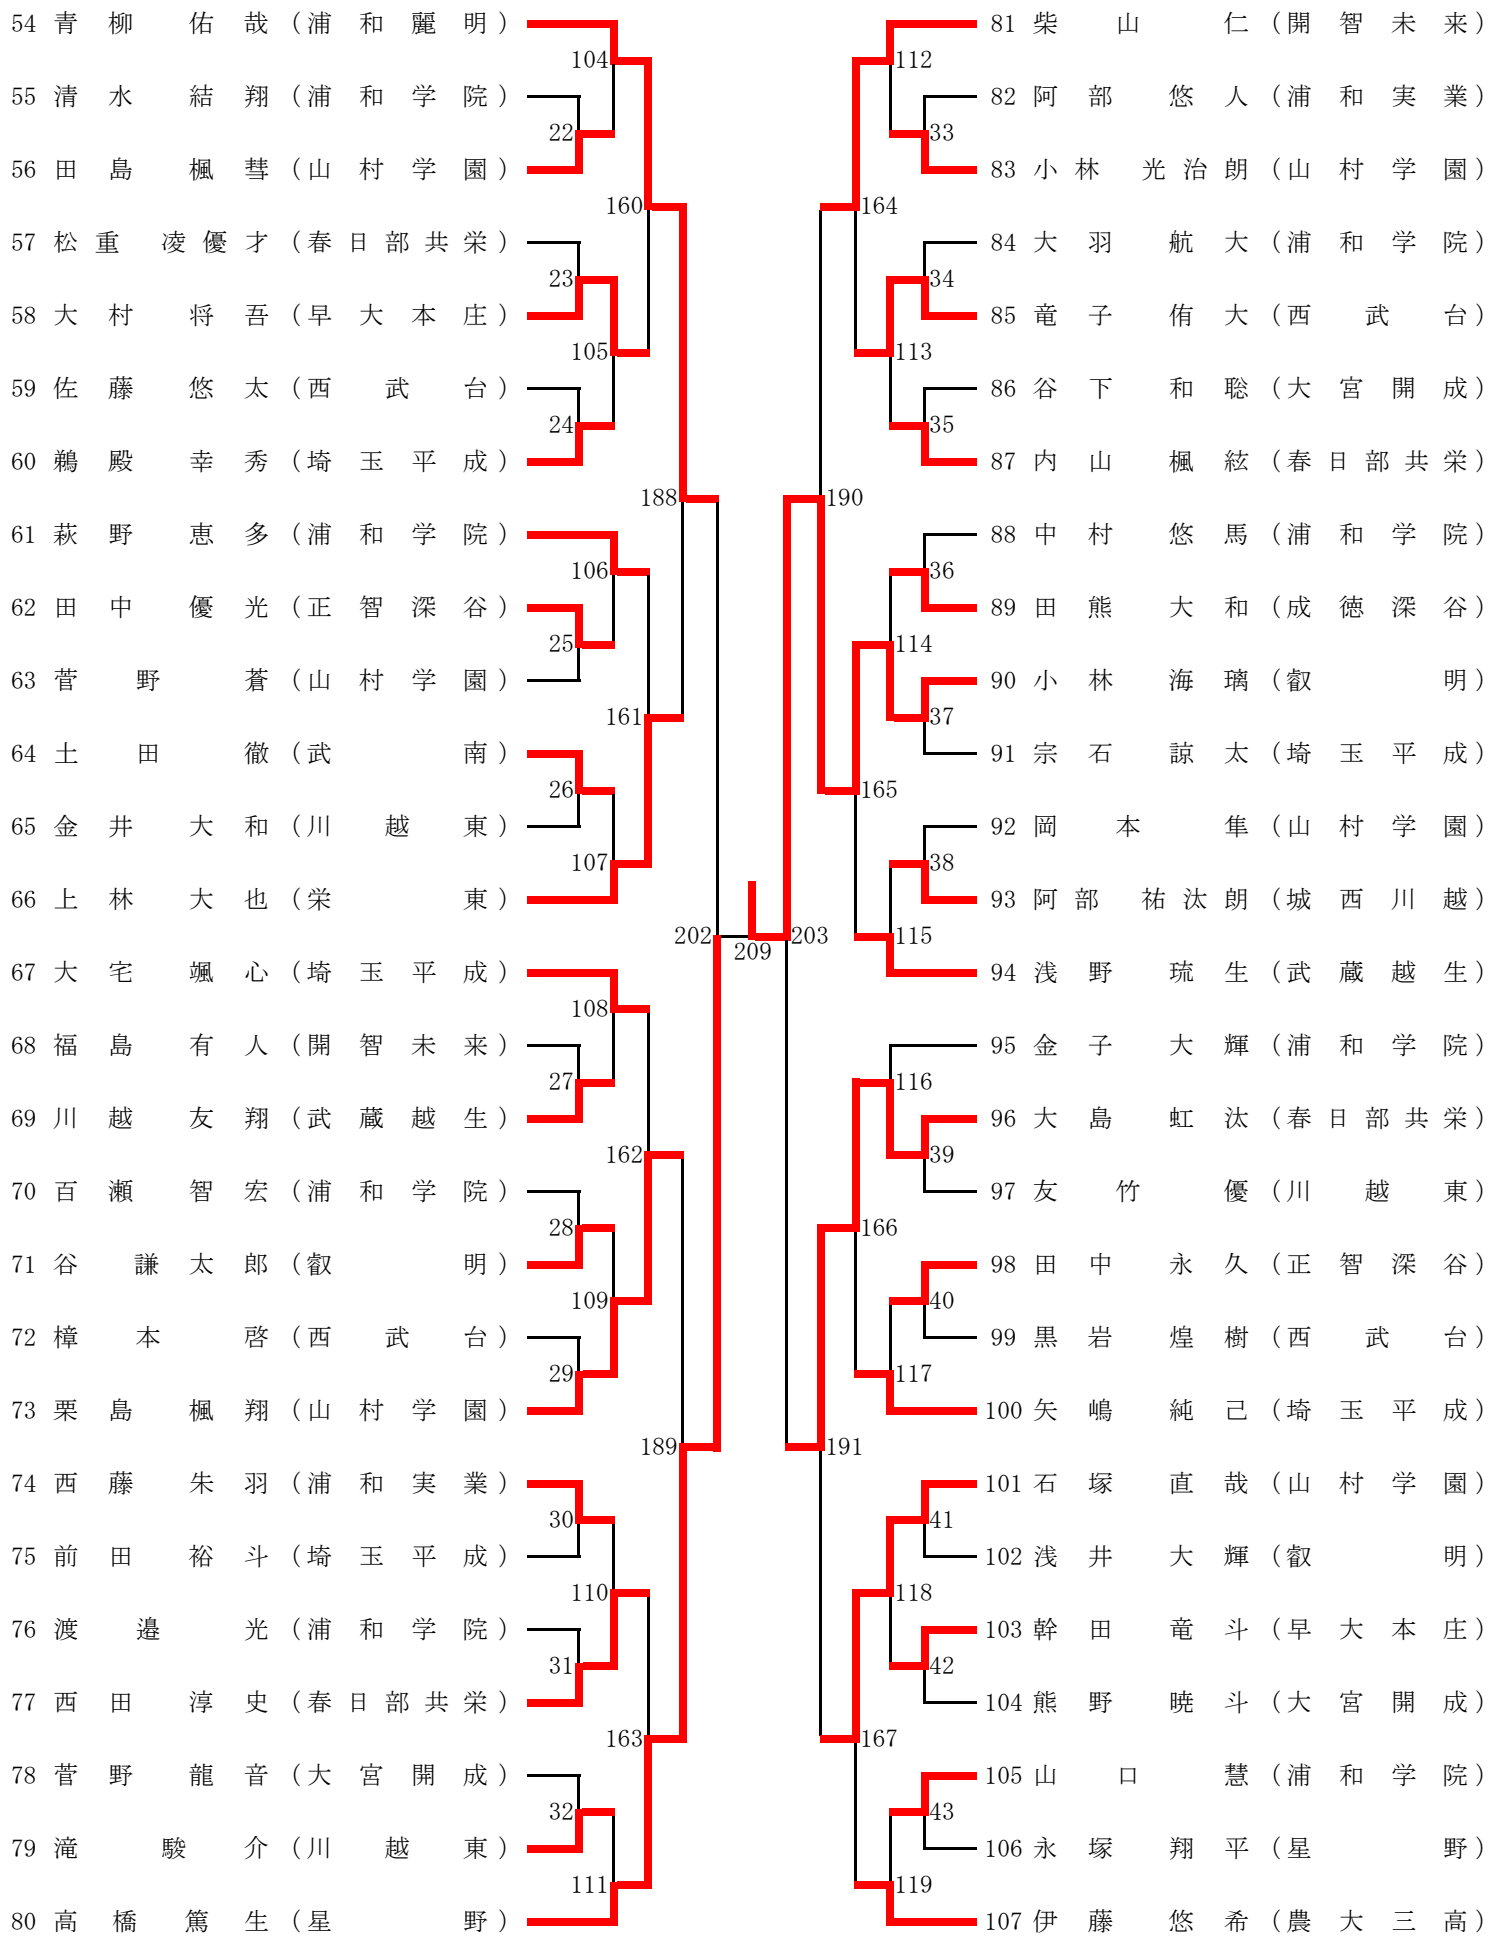 54 青柳 佑哉 (浦和麗明)
104
55 清水 結翔 (浦和学院)
22
56 田島 楓彗 (山村学園)
160
57 松重 凌優才 (春日部共栄)
23
58 大村 将吾 (早大本庄)
105
59 佐藤 悠太 (西武台)
24
60 鵜殿 幸秀 (埼玉平成)
188
61 萩野 恵多 (浦和学院)
106
62 田中 優光 (正智深谷)
25
63 菅野 蒼 (山村学園)
161
64 土田 徹 (武南)
26
65 金井 大和 (川越東)
107
66 上林 大也 (栄東)
202
67 大宅 颯心 (埼玉平成)
108
68 福島 有人 (開智未来)
27
69 川越 友翔 (武蔵越生)
162
70 百瀬 智宏 (浦和学院)
28
71 谷 謙太郎 (叡明)
109
72 樟本 啓 (西武台)
29
73 栗島 楓翔 (山村学園)
189
74 西藤 朱羽 (浦和実業)
30
75 前田 裕斗 (埼玉平成)
110
76 渡邉 光 (浦和学院)
31
77 西田 淳史 (春日部共栄)
163
78 菅野 龍音 (大宮開成)
32
79 滝 駿介 (川越東)
111
80 高橋 篤生 (星野)
209
81 柴山 仁 (開智未来)
112
82 阿部 悠人 (浦和実業)
33
83 小林 光治朗 (山村学園)
164
84 大羽 航大 (浦和学院)
34
85 竜子 侑大 (西武台)
113
86 谷下 和聡 (大宮開成)
35
87 内山 楓絃 (春日部共栄)
190
88 中村 悠馬 (浦和学院)
36
89 田熊 大和 (成徳深谷)
114
90 小林 海璃 (叡明)
37
91 宗石 諒太 (埼玉平成)
165
92 岡本 隼 (山村学園)
38
93 阿部 祐汰朗 (城西川越)
203
115
94 浅野 琉生 (武蔵越生)
95 金子 大輝 (浦和学院)
116
96 大島 虹汰 (春日部共栄)
39
97 友竹 優 (川越東)
166
98 田中 永久 (正智深谷)
40
99 黒岩 煌樹 (西武台)
117
100 矢嶋 純己 (埼玉平成)
191
101 石塚 直哉 (山村学園)
41
102 浅井 大輝 (叡明)
118
103 幹田 竜斗 (早大本庄)
42
104 熊野 暁斗 (大宮開成)
167
105 山口 慧 (浦和学院)
43
106 永塚 翔平 (星野)
119
107 伊藤 悠希 (農大三高)